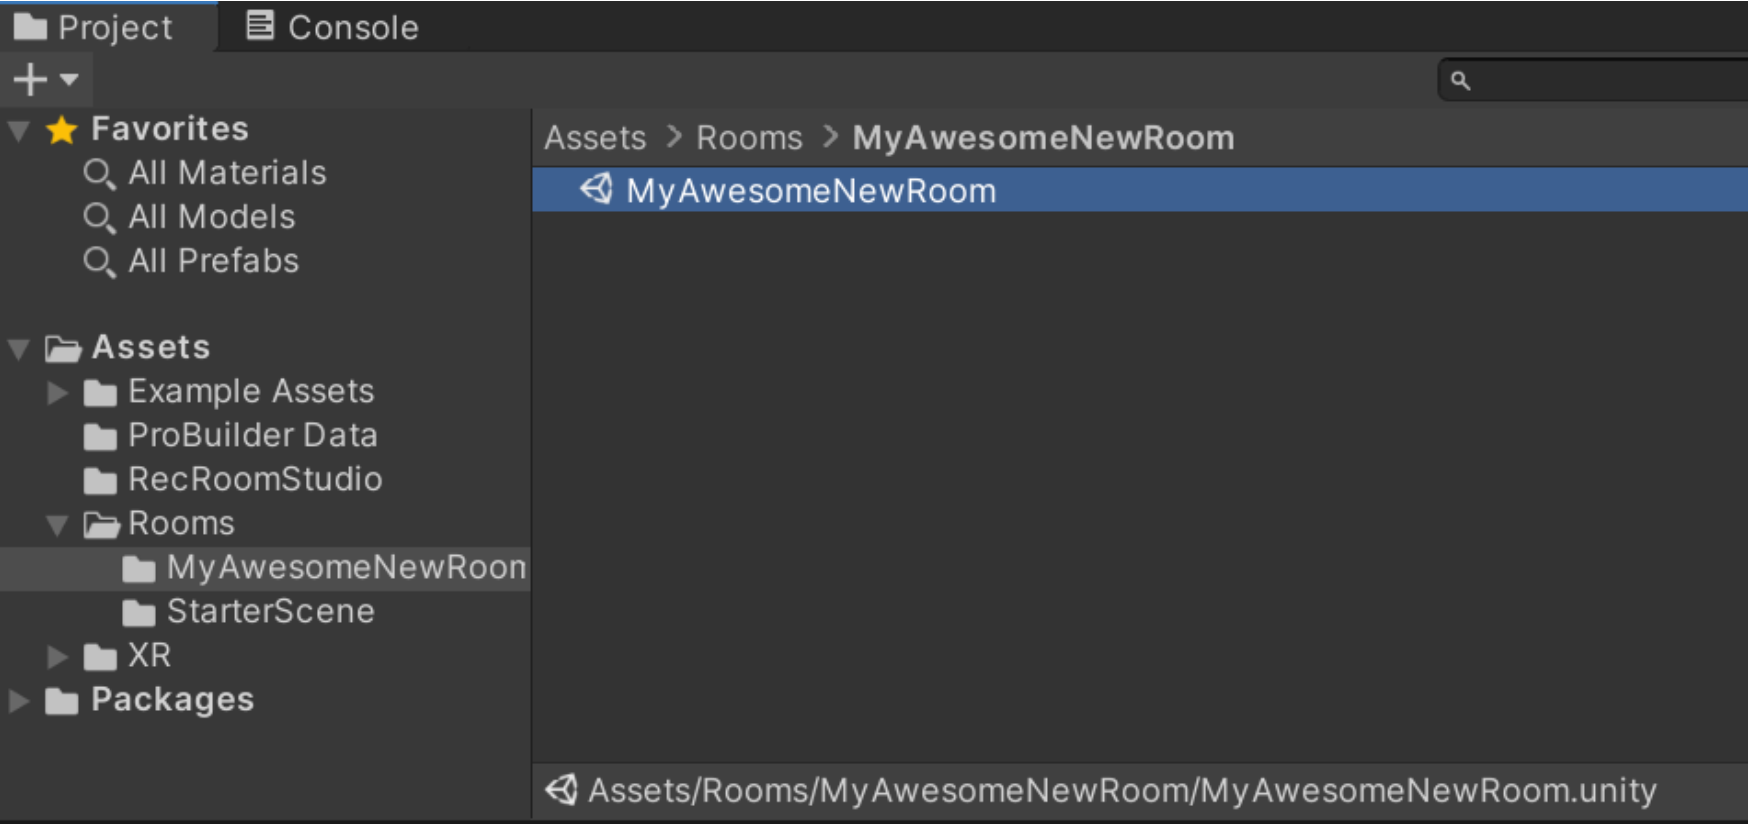 Project
Console
Favorites
All Materials
All Models
All Prefabs
Assets
Example Assets
ProBuilder Data
RecRoomStudio
Rooms
MyAwesomeNewRoom
StarterScene
XR
Packages
Assets > Rooms > MyAwesomeNewRoom
MyAwesomeNewRoom
Assets/Rooms/MyAwesomeNewRoom/MyAwesomeNewRoom.unity